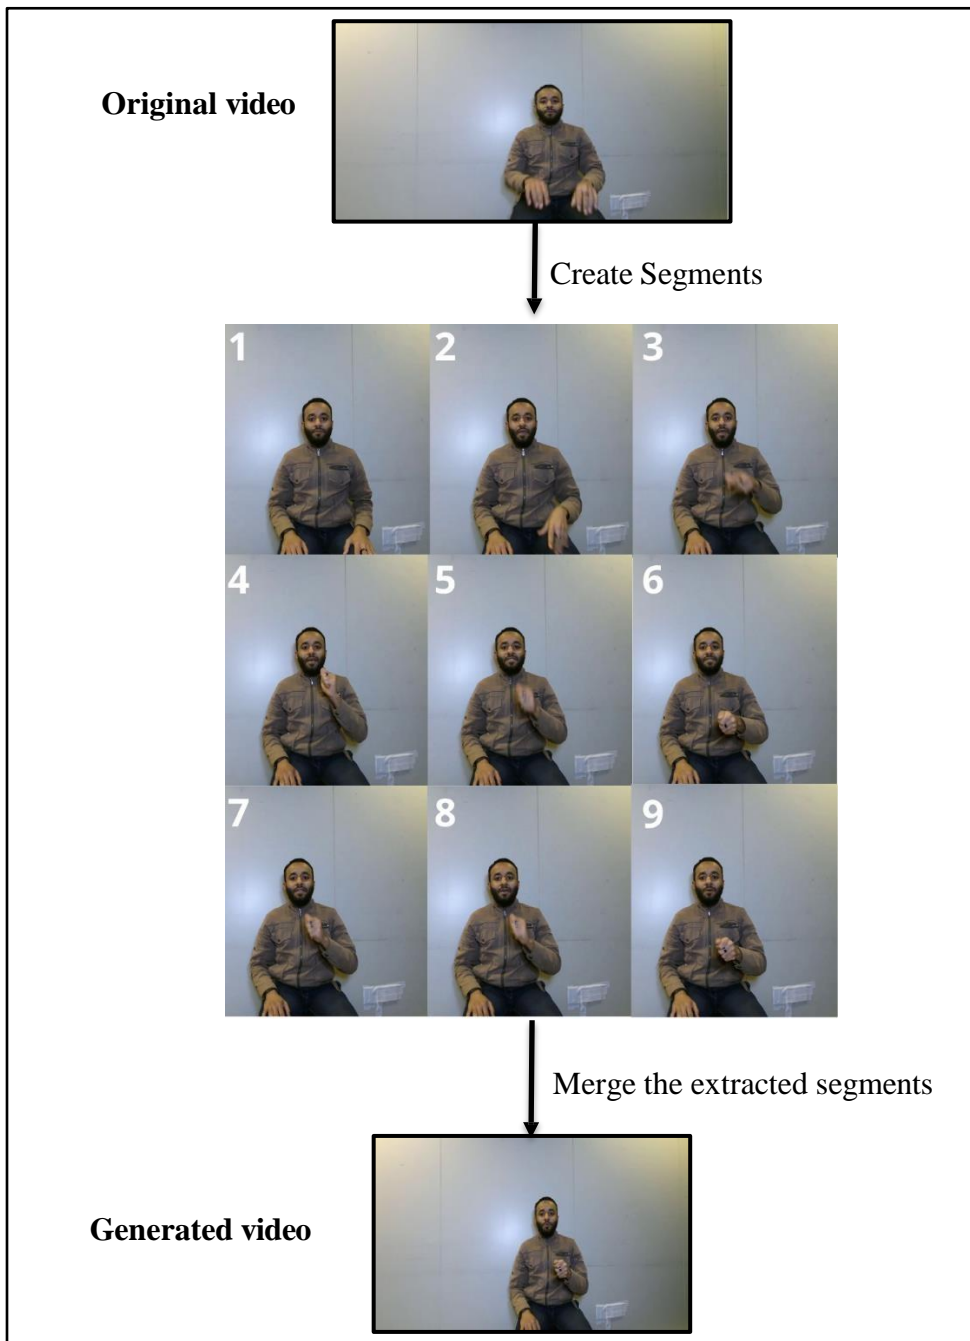 Original video
Create Segments
1 2 3
4 5 6
7 8 9
Merge the extracted segments
Generated video